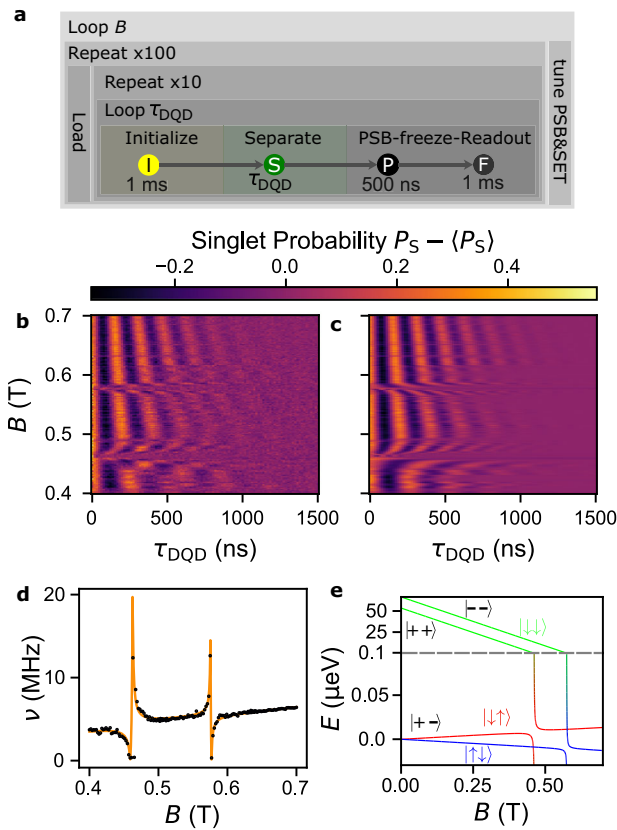 a
Loop B
Repeat x100
Repeat x10
Loop τDQD
Load
Initialize Separate PSB-freeze-Readout
I S P F
1 ms τDQD 500 ns 1 ms
tune PSB&SET
Singlet Probability PS − ⟨PS⟩
−0.2 0.0 0.2 0.4
b c
0.7
0.6
0.5
0.4
B (T)
0 500 1000 1500 0 500 1000 1500
τDQD (ns) τDQD (ns)
d
20
10
0
ν (MHz)
0.4 0.5 0.6 0.7
B (T)
e
50
25
0.1
0.05
0.0
E (µeV)
|−−⟩
|++⟩
|↓↓⟩
|+−⟩
|↓↑⟩
|↑↓⟩
0.00 0.25 0.50
B (T)